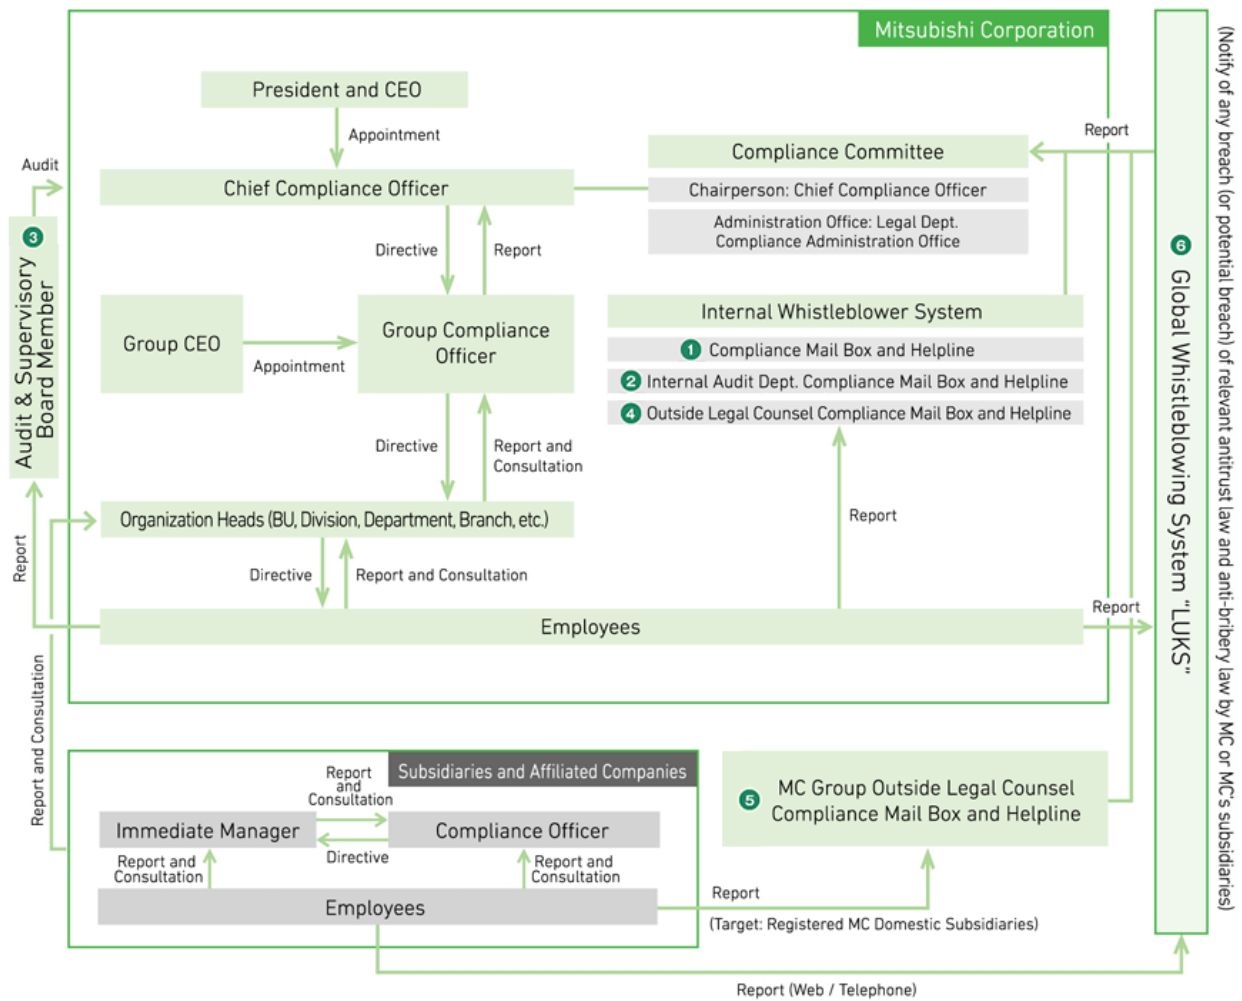 Mitsubishi Corporation
President and CEO
Appointment
Report
Compliance Committee
Audit
Chief Compliance Officer
Chairperson: Chief Compliance Officer
Administration Office: Legal Dept.
Compliance Administration Office
Directive
Report
3
Audit & Supervisory
Board Member
6
Global Whistleblowing System “LUKS”
(Notify of any breach (or potential breach) of relevant antitrust law and anti-bribery law by MC or MC's subsidiaries)
Group CEO
Appointment
Group Compliance
Officer
Internal Whistleblower System
1 Compliance Mail Box and Helpline
2 Internal Audit Dept. Compliance Mail Box and Helpline
4 Outside Legal Counsel Compliance Mail Box and Helpline
Directive
Report and
Consultation
Organization Heads (BU, Division, Department, Branch, etc.)
Report
Report
Directive
Report and Consultation
Employees
Report
Report and Consultation
Subsidiaries and Affiliated Companies
Report
and
Consultation
Immediate Manager
Compliance Officer
Directive
Report and
Consultation
Report and
Consultation
Employees
5
MC Group Outside Legal Counsel
Compliance Mail Box and Helpline
Report
(Target: Registered MC Domestic Subsidiaries)
Report (Web / Telephone)